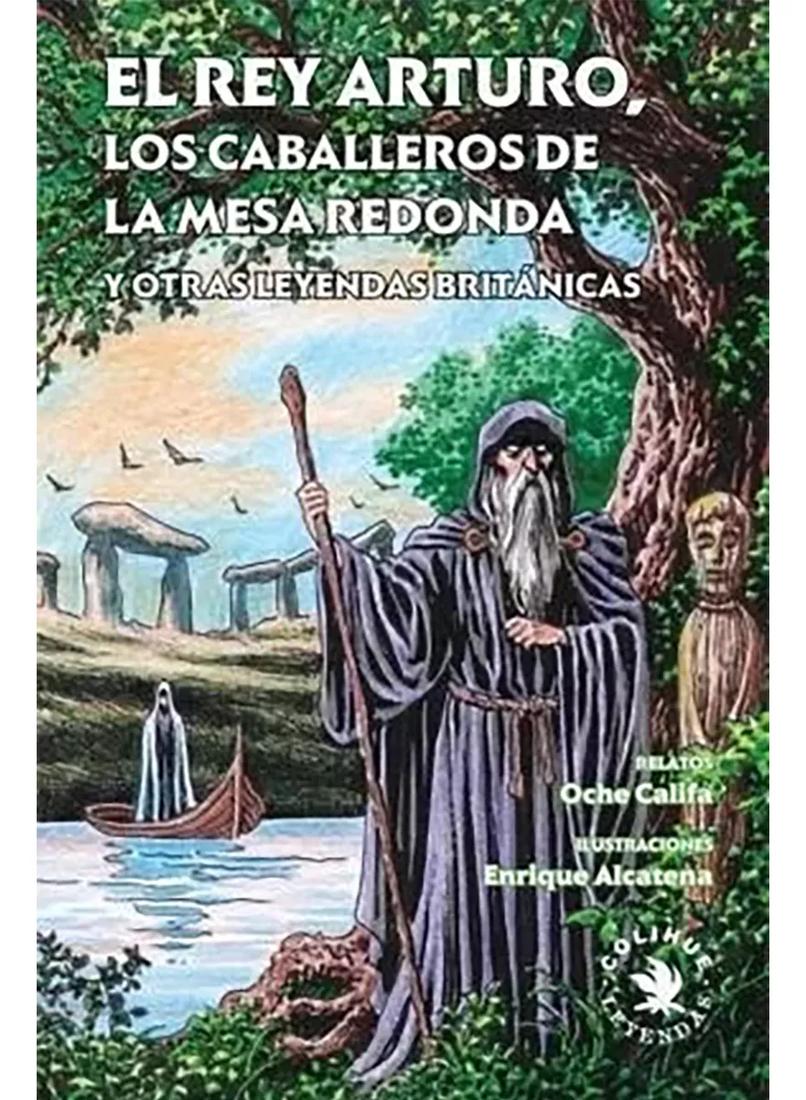 EL REY ARTURO,
LOS CABALLEROS DE
LA MESA REDONDA
Y OTRAS LEYENDAS BRITÁNICAS
RELATOS
Oche Califa
ILUSTRACIONES
Enrique Alcatena
COLIHUE
LEYENDAS